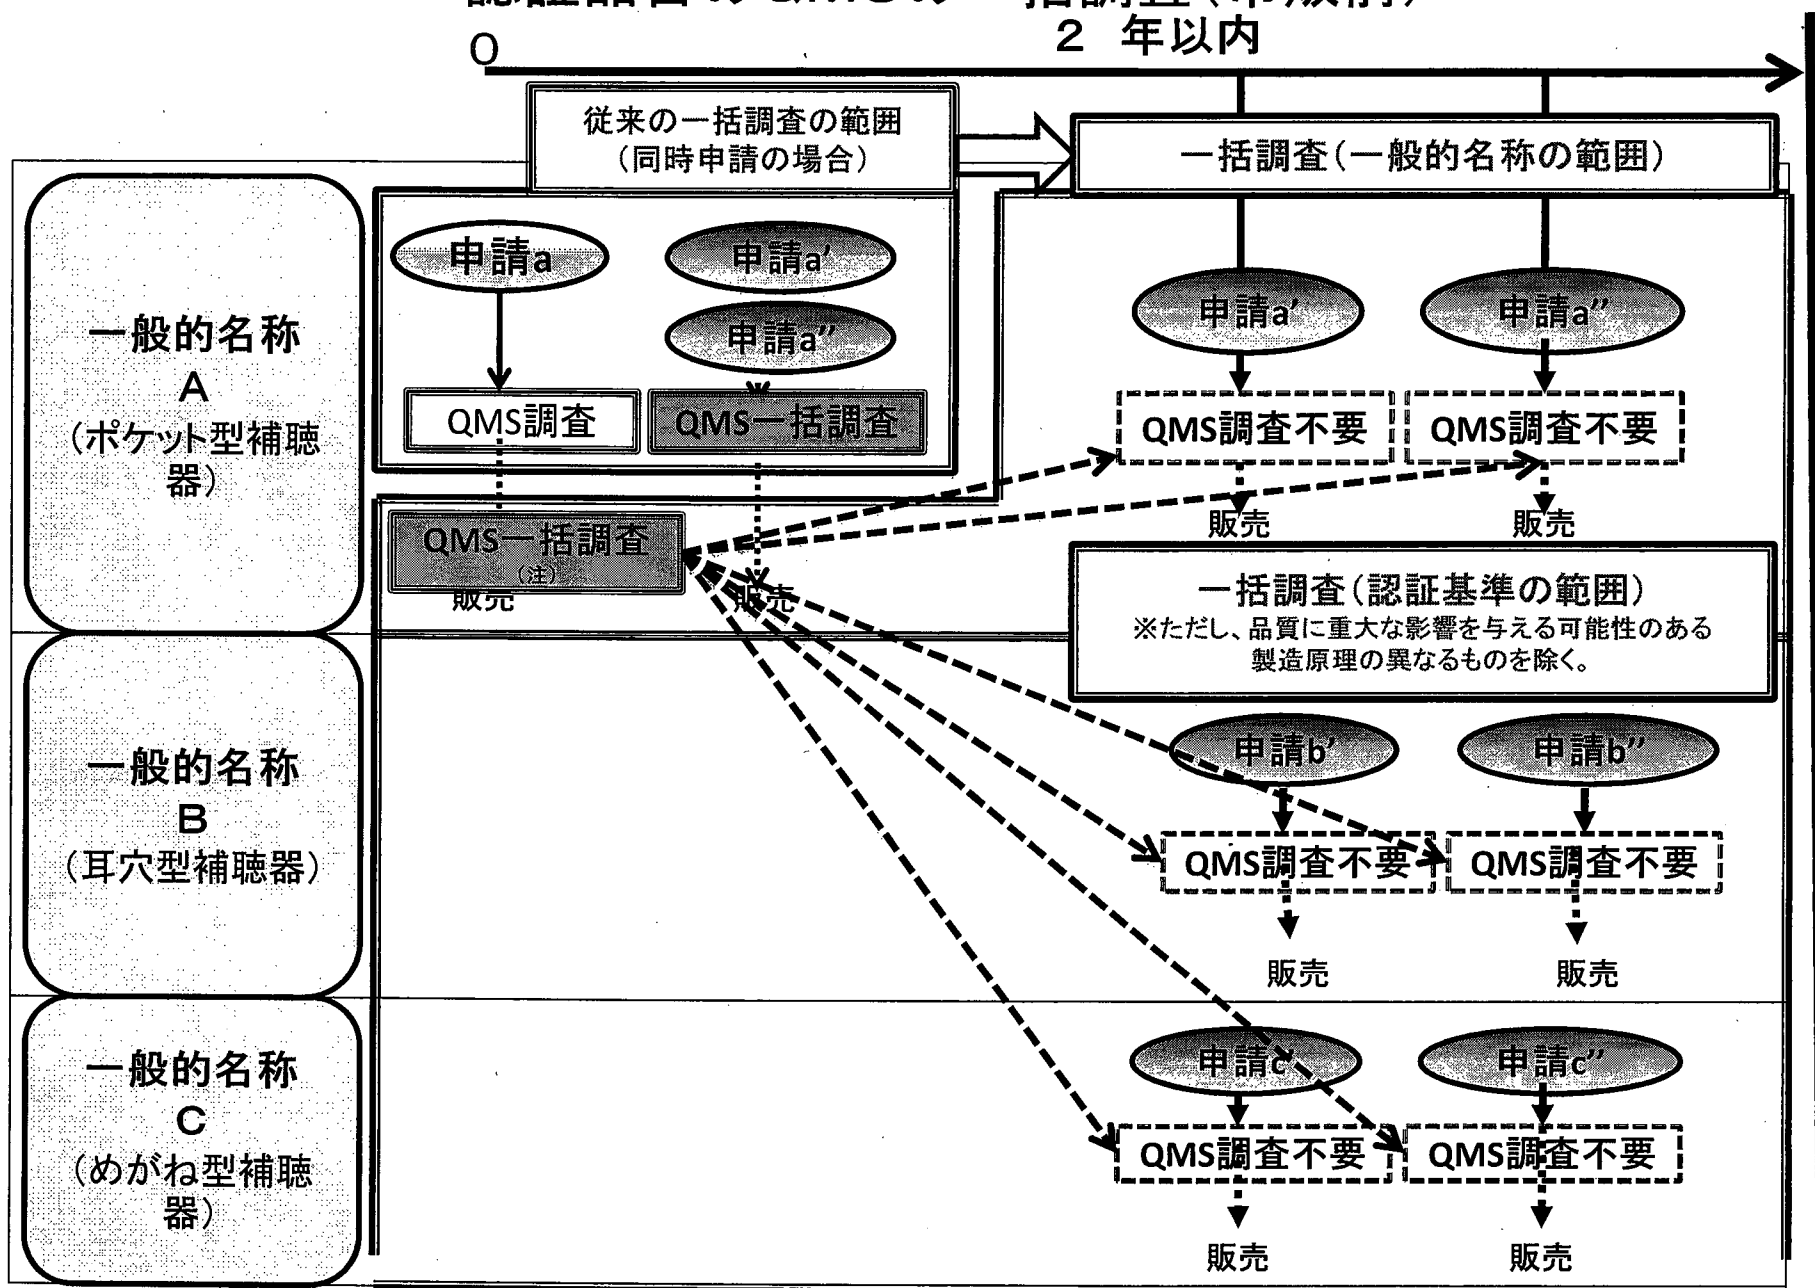 0
2 年以内
従来の一括調査の範囲
(同時申請の場合)
一括調査(一般的名称の範囲)
一般的名称
A
(ポケット型補聴
器)
申請a
申請a'
申請a''
QMS調査
QMS一括調査
申請a'
申請a''
QMS調査不要
QMS調査不要
販売
販売
QMS一括調査
(注)
販売
販売
一括調査(認証基準の範囲)
※ただし、品質に重大な影響を与える可能性のある
製造原理の異なるものを除く。
一般的名称
B
(耳穴型補聴器)
申請b'
申請b''
QMS調査不要
QMS調査不要
販売
販売
一般的名称
C
(めがね型補聴
器)
申請c'
申請c''
QMS調査不要
QMS調査不要
販売
販売